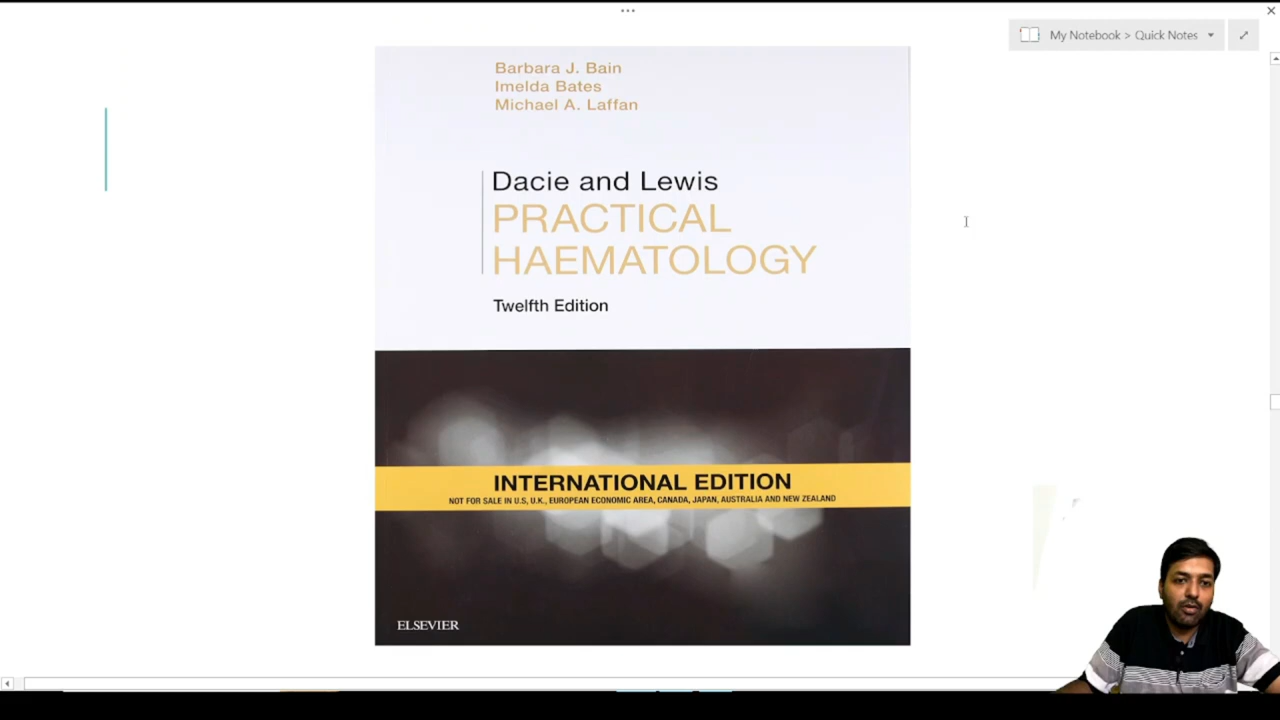 My Notebook > Quick Notes
Barbara J. Bain
Imelda Bates
Michael A. Laffan
Dacie and Lewis
PRACTICAL
HAEMATOLOGY
Twelfth Edition
INTERNATIONAL EDITION
NOT FOR SALE IN U.S, U.K., EUROPEAN ECONOMIC AREA, CANADA, JAPAN, AUSTRALIA AND NEW ZEALAND
ELSEVIER